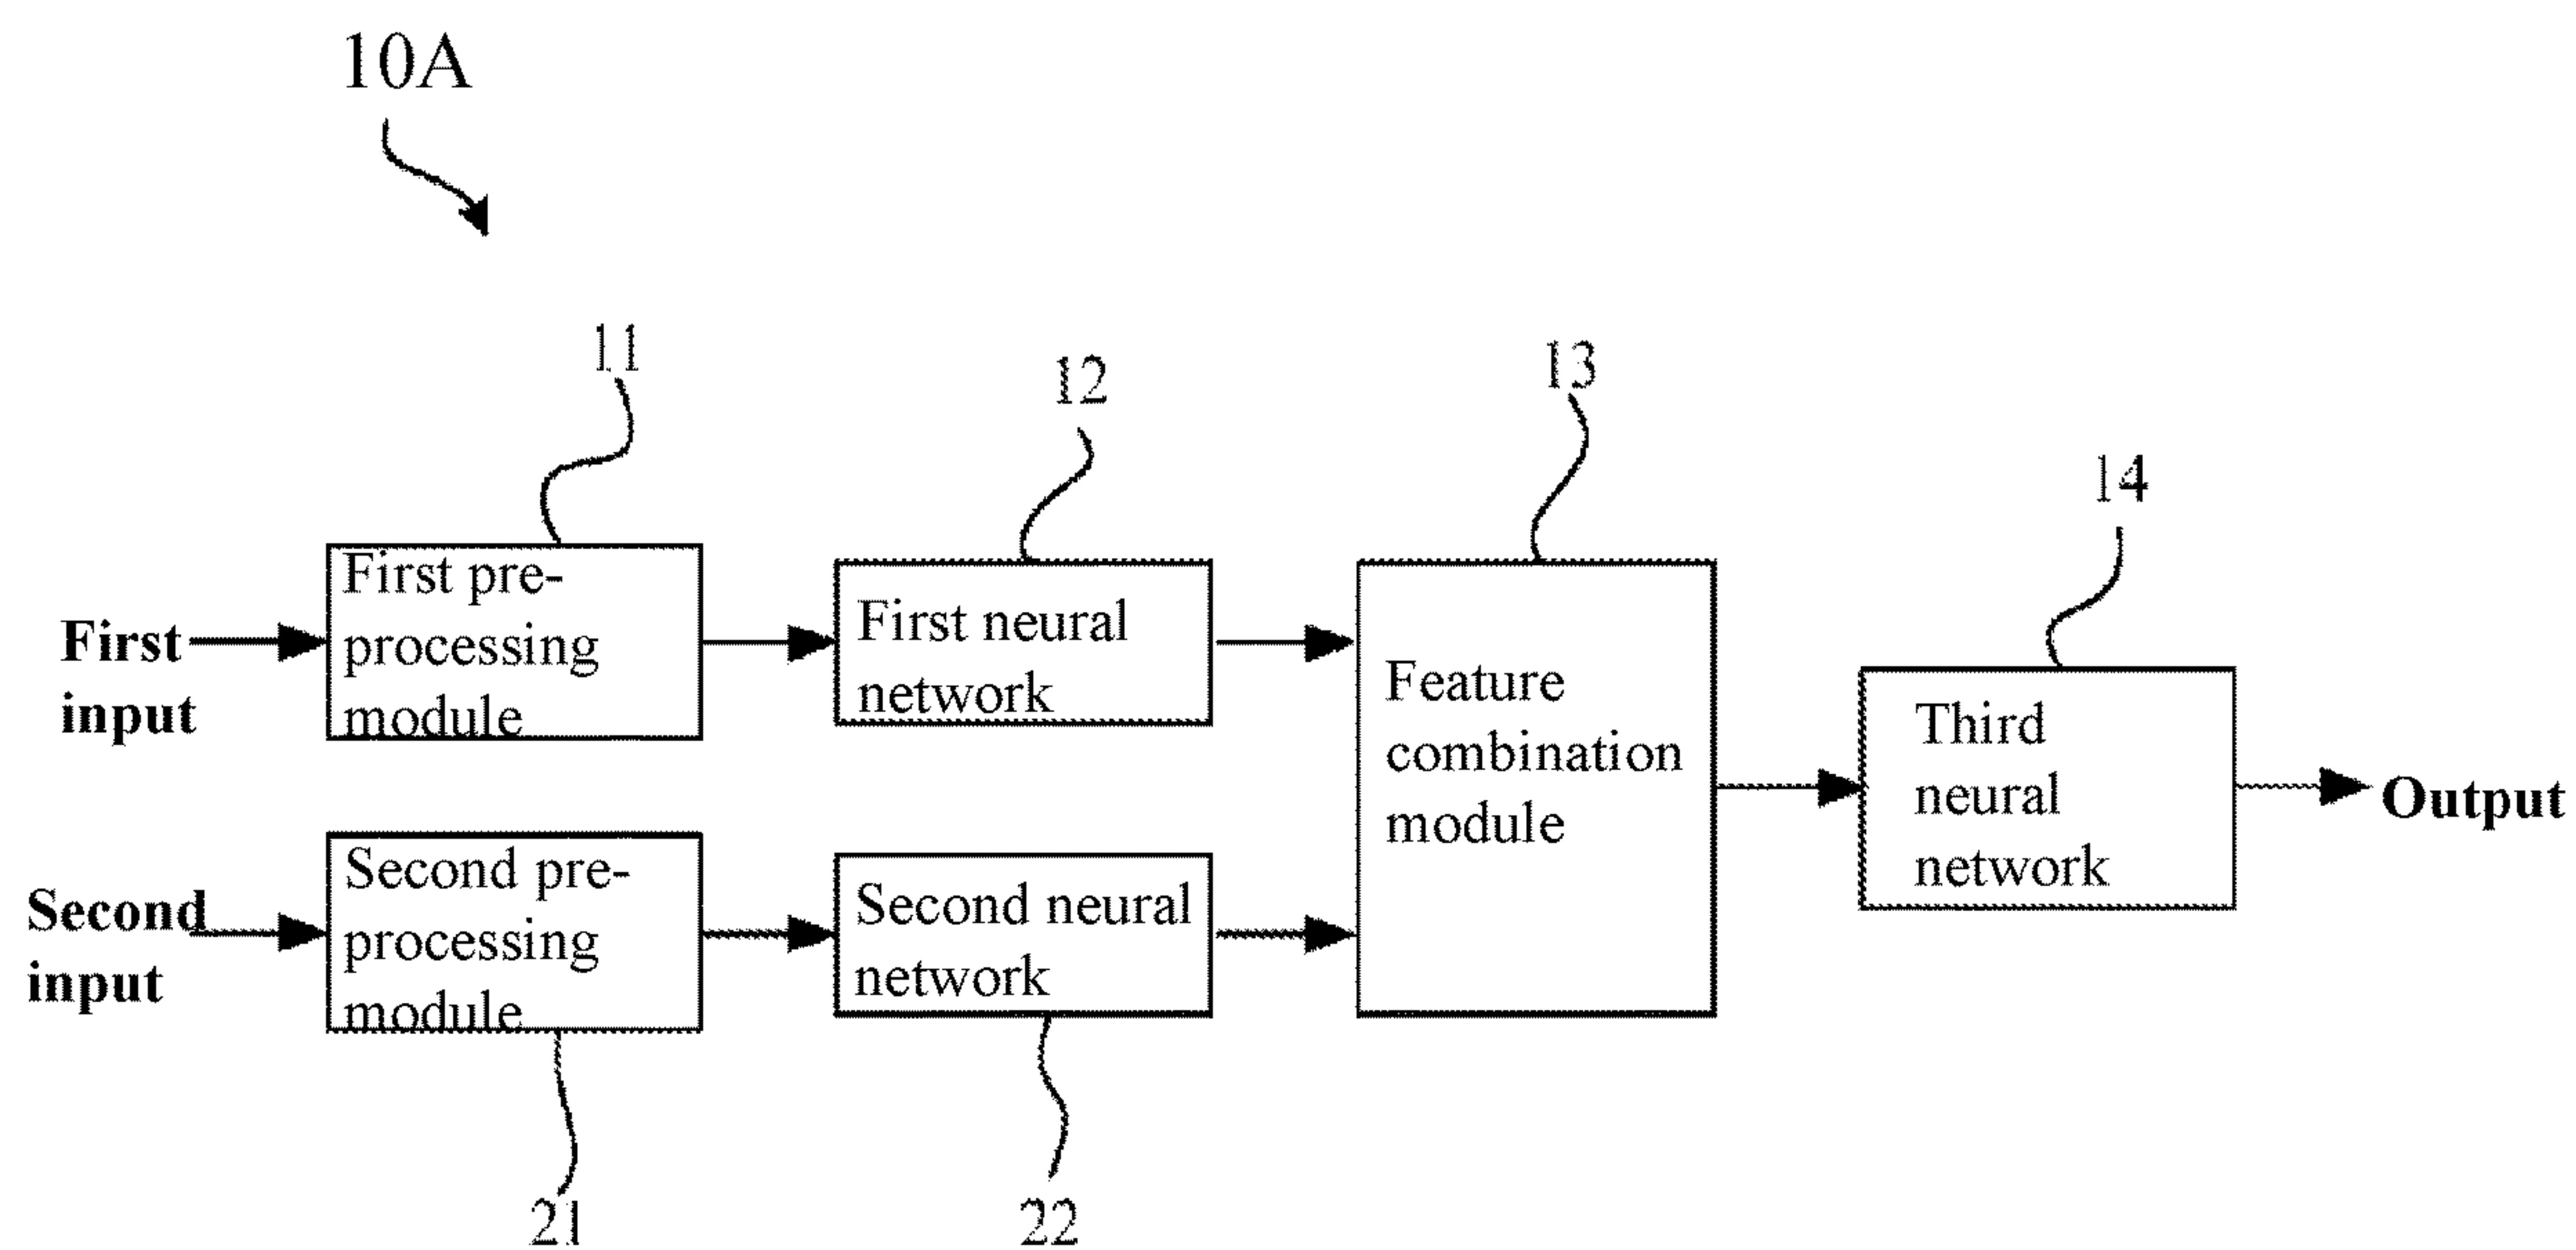 10A
11
12
13
14
First
input
First pre-
processing
module
First neural
network
Feature
combination
module
Third
neural
network
Output
Second
input
Second pre-
processing
module
Second neural
network
21
22